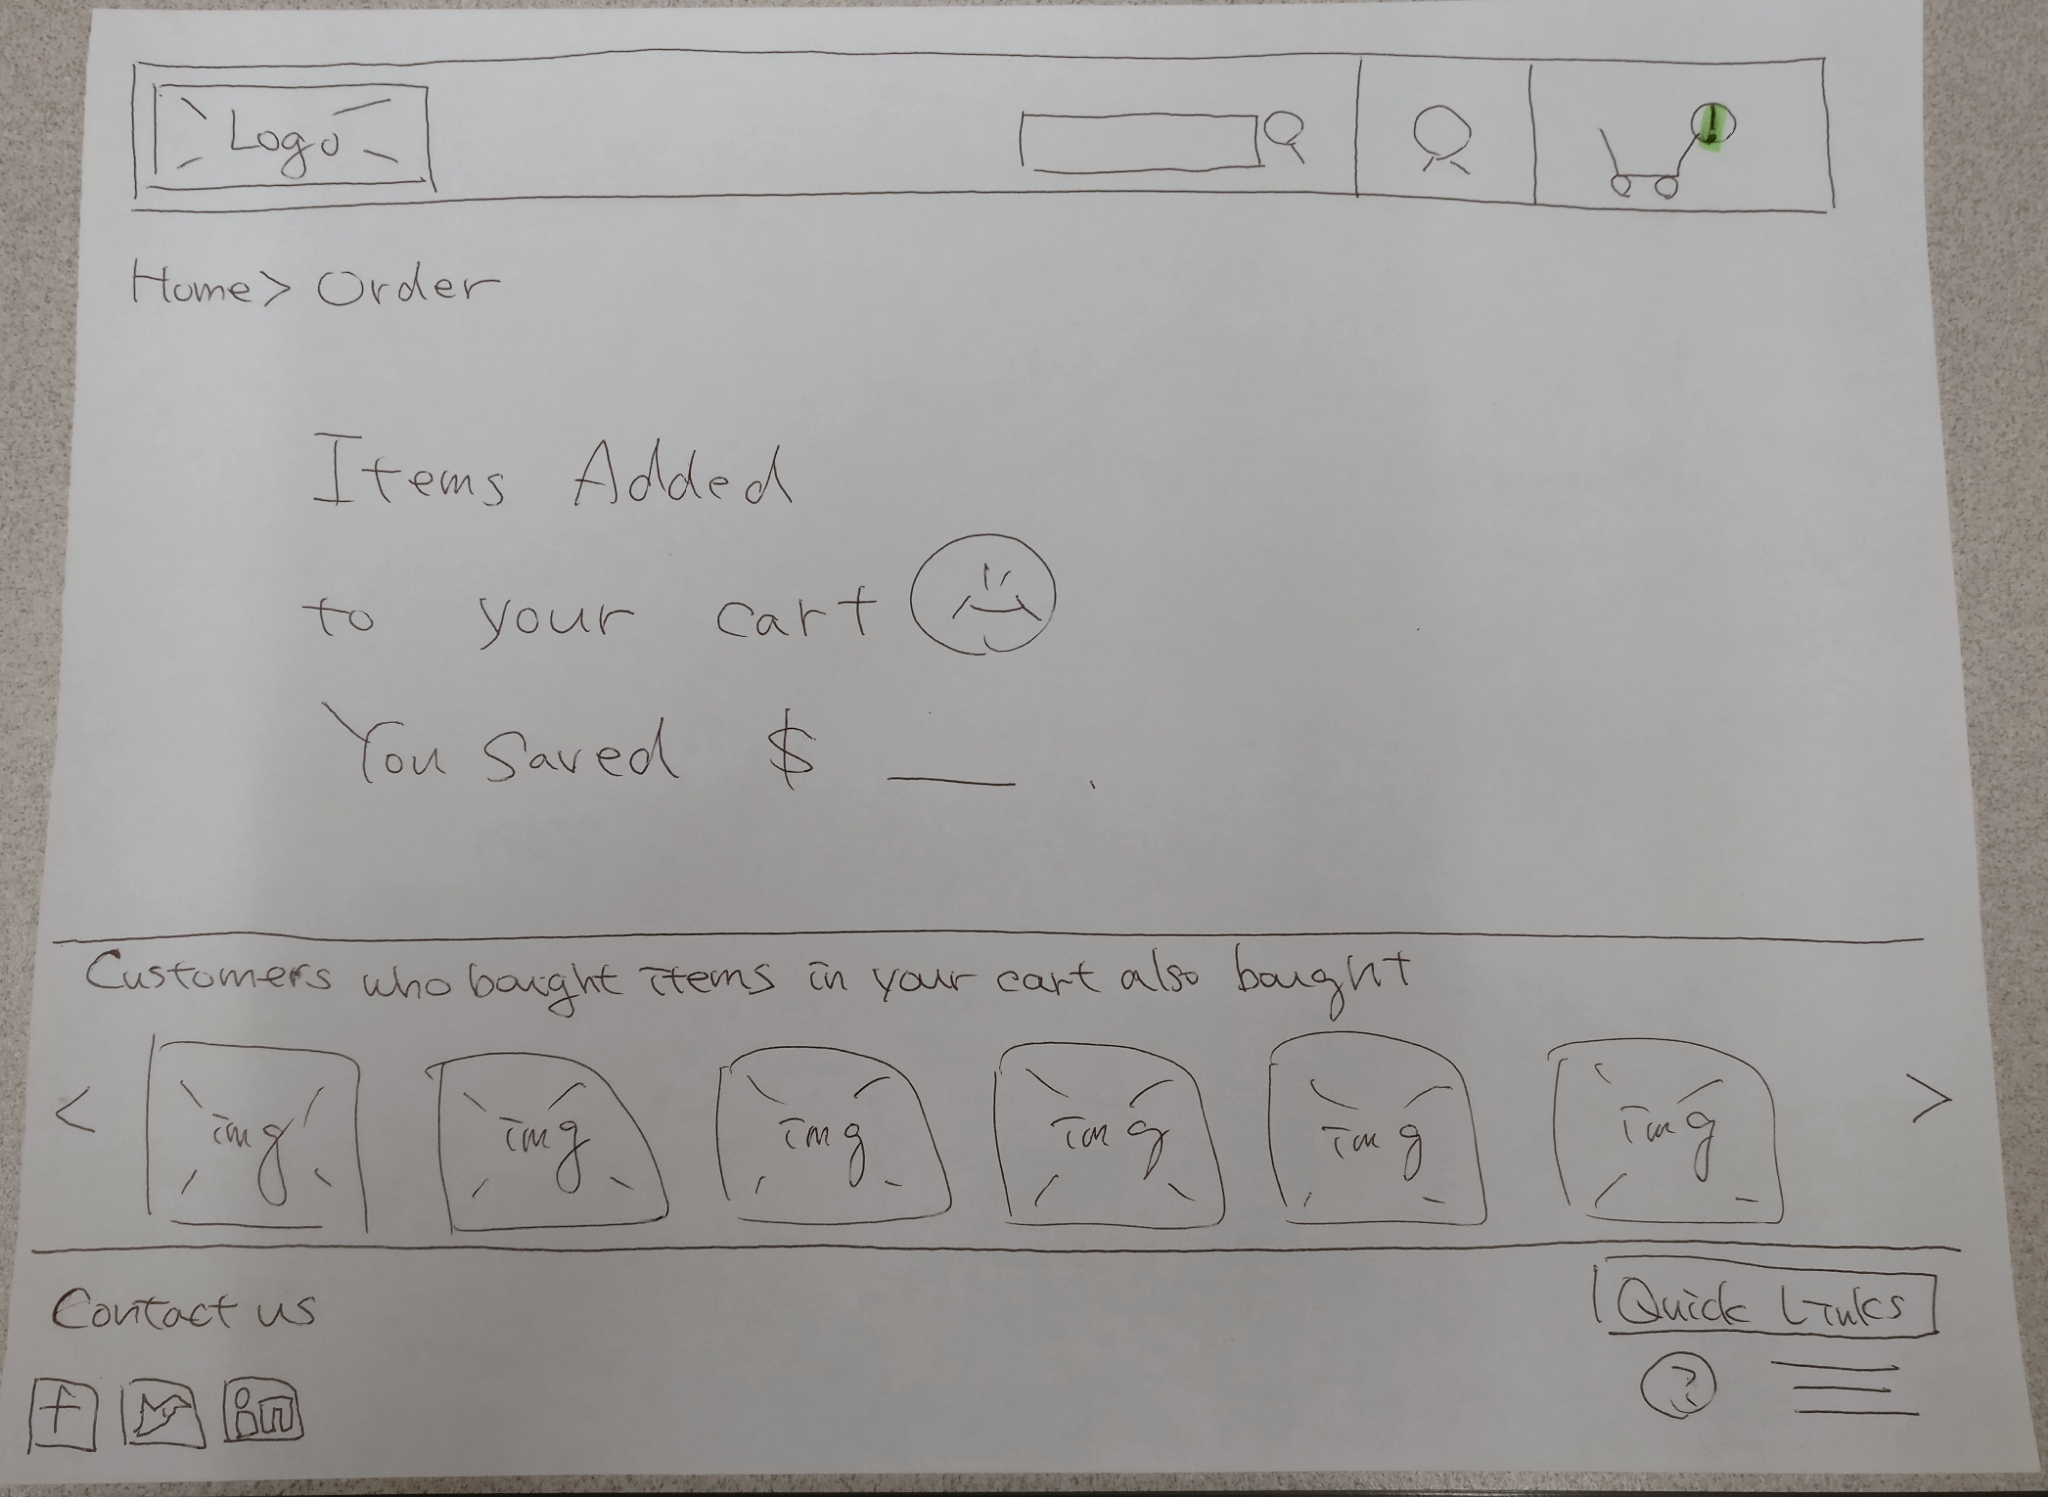 Logo
!
Home > Order
Items Added
to your cart
You Saved $ ___ .
Customers who bought items in your cart also bought
< img img img img img img >
Contact us
Quick Links
f in
?